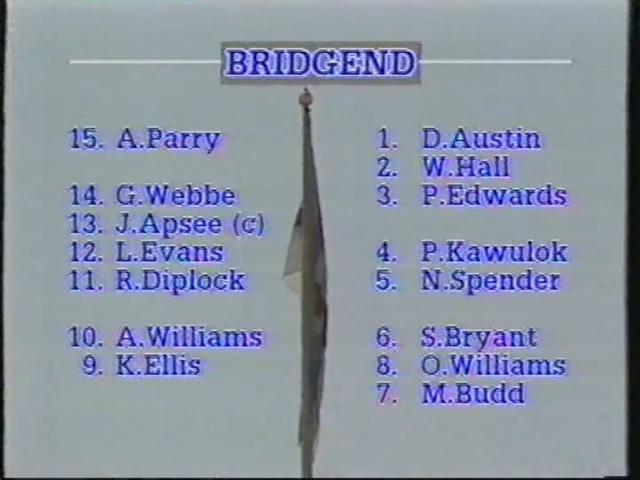 BRIDGEND
15. A.Parry
14. G.Webbe
13. J.Apsee (c)
12. L.Evans
11. R.Diplock
10. A.Williams
9. K.Ellis
1. D.Austin
2. W.Hall
3. P.Edwards
4. P.Kawulok
5. N.Spender
6. S.Bryant
8. O.Williams
7. M.Budd